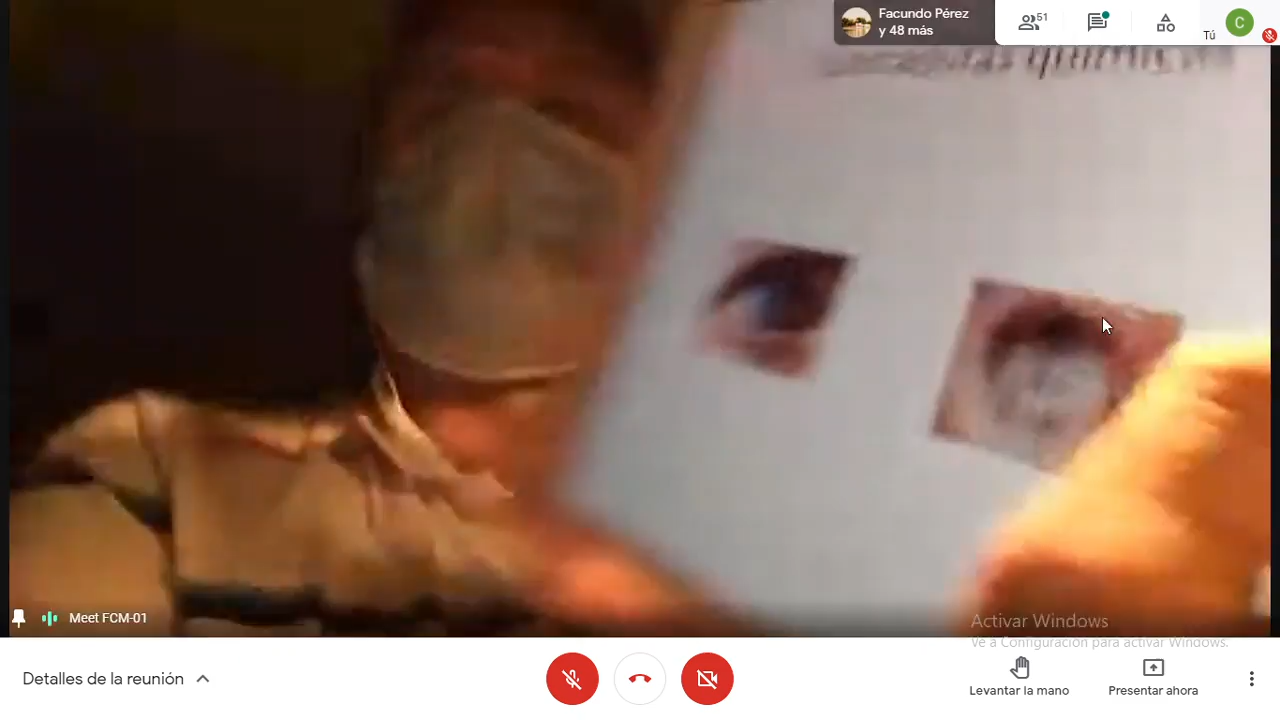 Facundo Pérez
y 48 más
51
Tú
C
Meet FCM-01
Activar Windows
Ve a Configuración para activar Windows.
Detalles de la reunión
Levantar la mano
Presentar ahora